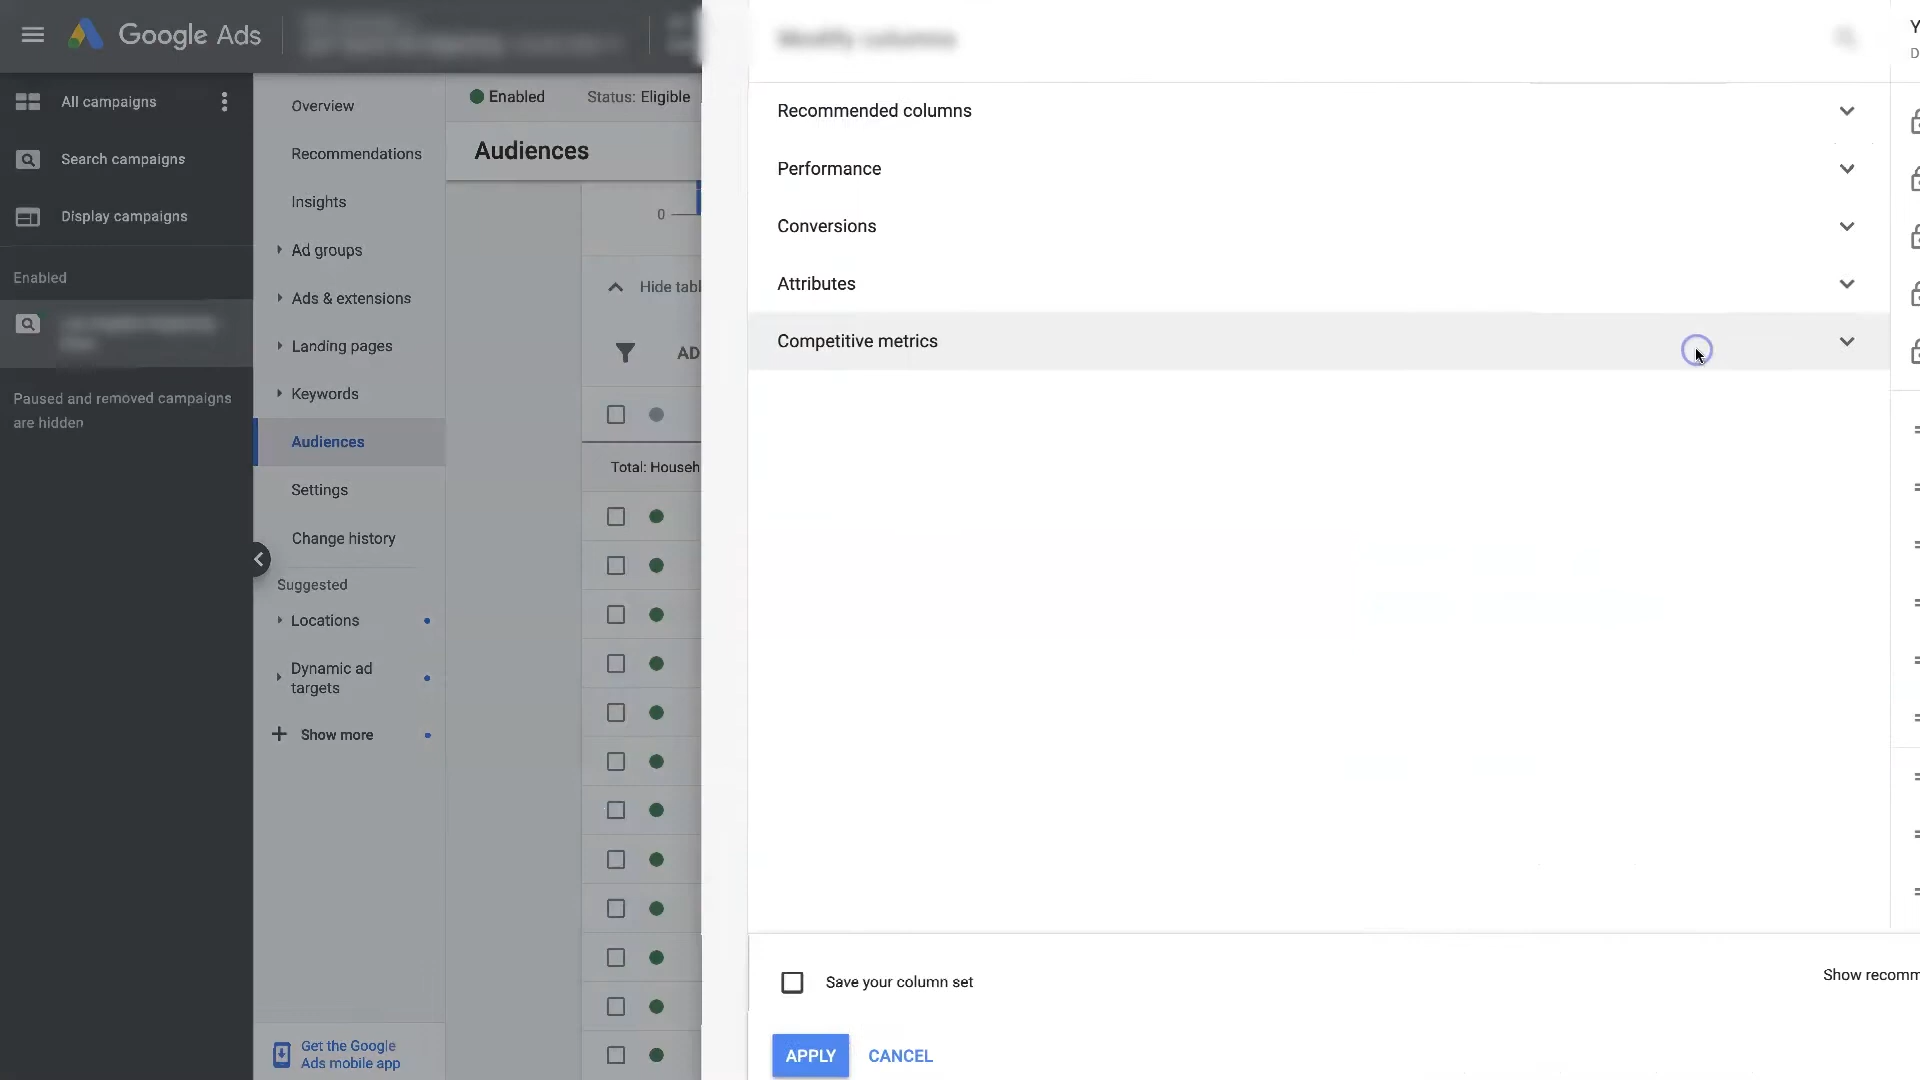 Google Ads
All campaigns
Search campaigns
Display campaigns
Enabled
Paused and removed campaigns
are hidden
Overview
Recommendations
Insights
Ad groups
Ads & extensions
Landing pages
Keywords
Audiences
Settings
Change history
Suggested
Locations
Dynamic ad
targets
Show more
Get the Google
Ads mobile app
Enabled
Status: Eligible
Audiences
0
Hide tabl
AD
Total: Househ
Modify columns
Recommended columns
Performance
Conversions
Attributes
Competitive metrics
Save your column set
Show recomm
APPLY
CANCEL
Y
D